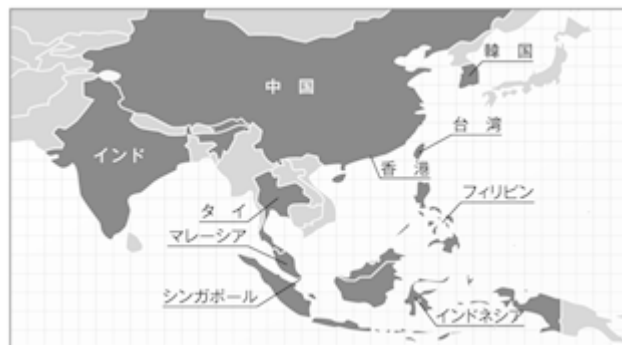 韓 国
中 国
台 湾
インド
香 港
フィリピン
タ イ
マレーシア
シンガポール
インドネシア